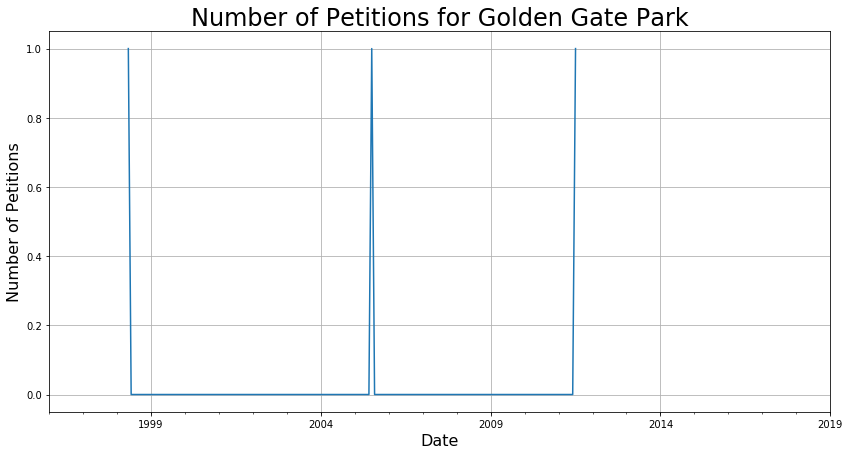 Number of Petitions for Golden Gate Park
1.0
0.8
0.6
0.4
0.2
0.0
Number of Petitions
1999 2004 2009 2014 2019
Date